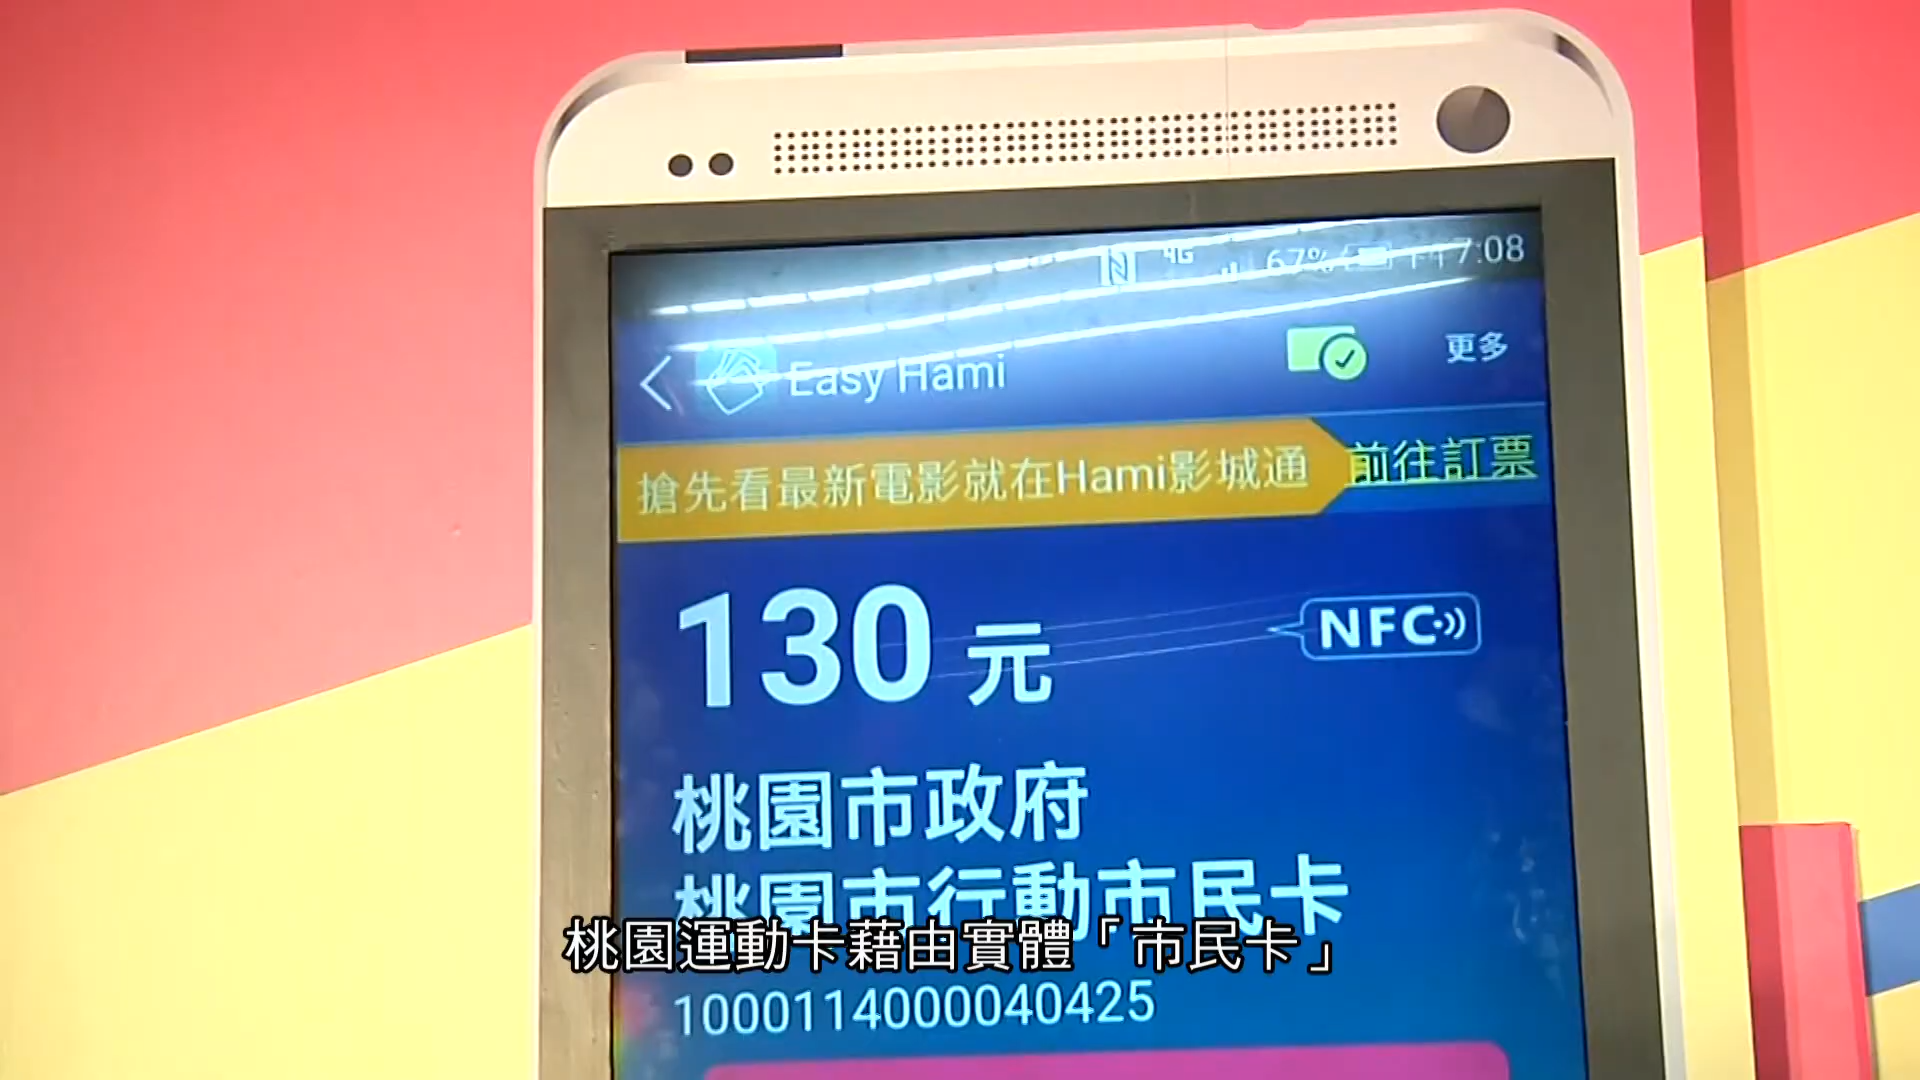 4G 67% 17:08
Easy Hami
更多
搶先看最新電影就在Hami影城通
前往訂票
130 元
NFC
桃園市政府
桃園市行動市民卡
桃園運動卡藉由實體「市民卡」
1000114000040425